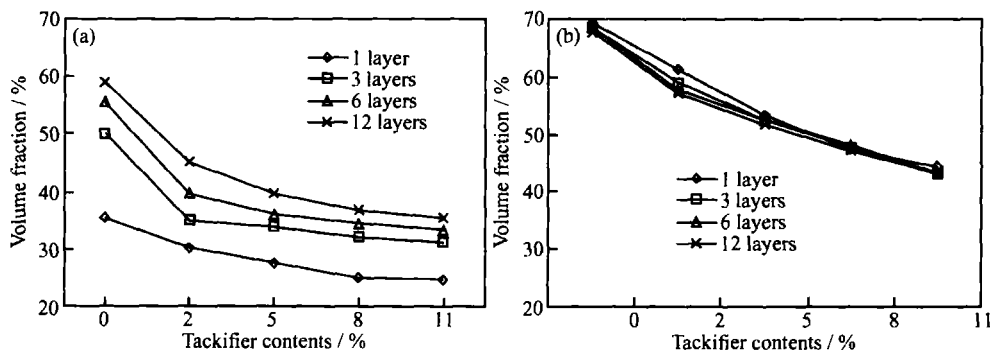 70
(a)
1 layer
3 layers
6 layers
12 layers
60
50
40
30
20
0 2 5 8 11
Volume fraction / %
Tackifier contents / %
70
(b)
60
50
40
30
20
1 layer
3 layers
6 layers
12 layers
0 2 5 8 9 11
Volume fraction / %
Tackifier contents / %